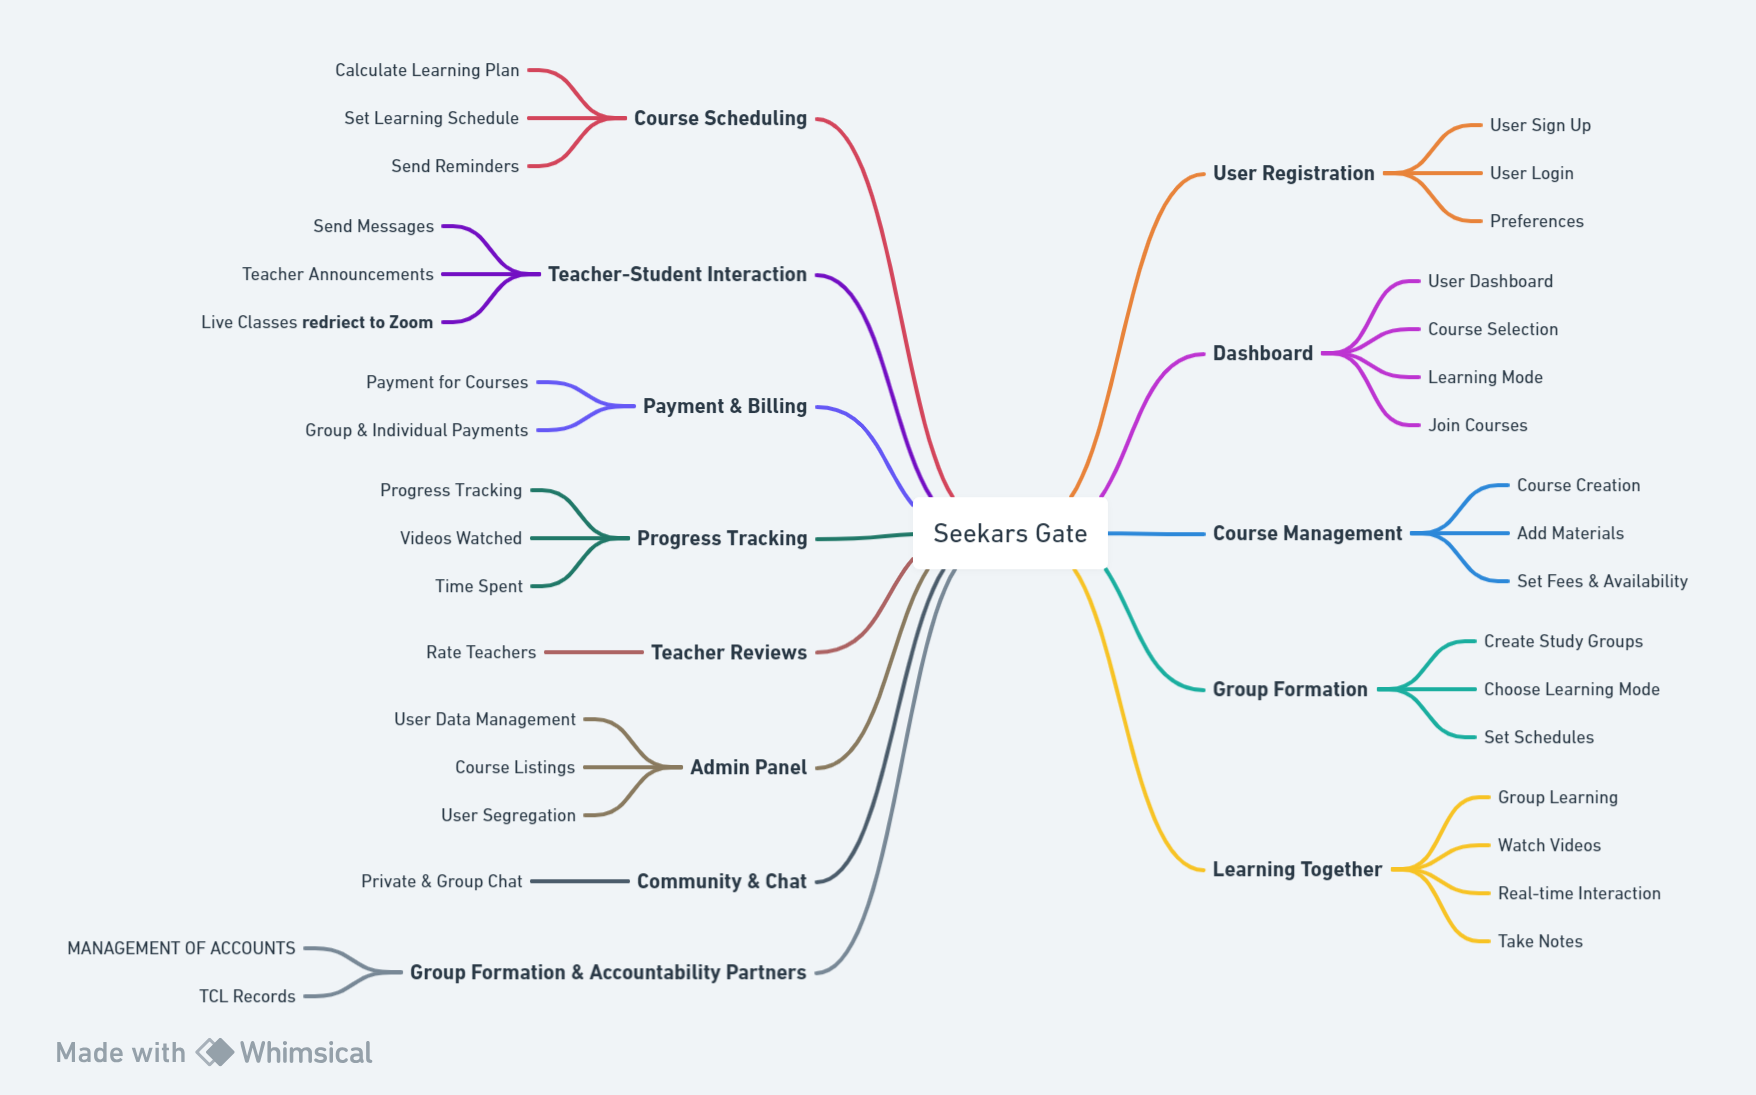 Seekars Gate
Course Scheduling
Calculate Learning Plan
Set Learning Schedule
Send Reminders
Teacher-Student Interaction
Send Messages
Teacher Announcements
Live Classes redriect to Zoom
Payment & Billing
Payment for Courses
Group & Individual Payments
Progress Tracking
Progress Tracking
Videos Watched
Time Spent
Teacher Reviews
Rate Teachers
Admin Panel
User Data Management
Course Listings
User Segregation
Community & Chat
Private & Group Chat
Group Formation & Accountability Partners
MANAGEMENT OF ACCOUNTS
TCL Records
User Registration
User Sign Up
User Login
Preferences
Dashboard
User Dashboard
Course Selection
Learning Mode
Join Courses
Course Management
Course Creation
Add Materials
Set Fees & Availability
Group Formation
Create Study Groups
Choose Learning Mode
Set Schedules
Learning Together
Group Learning
Watch Videos
Real-time Interaction
Take Notes
Made with Whimsical